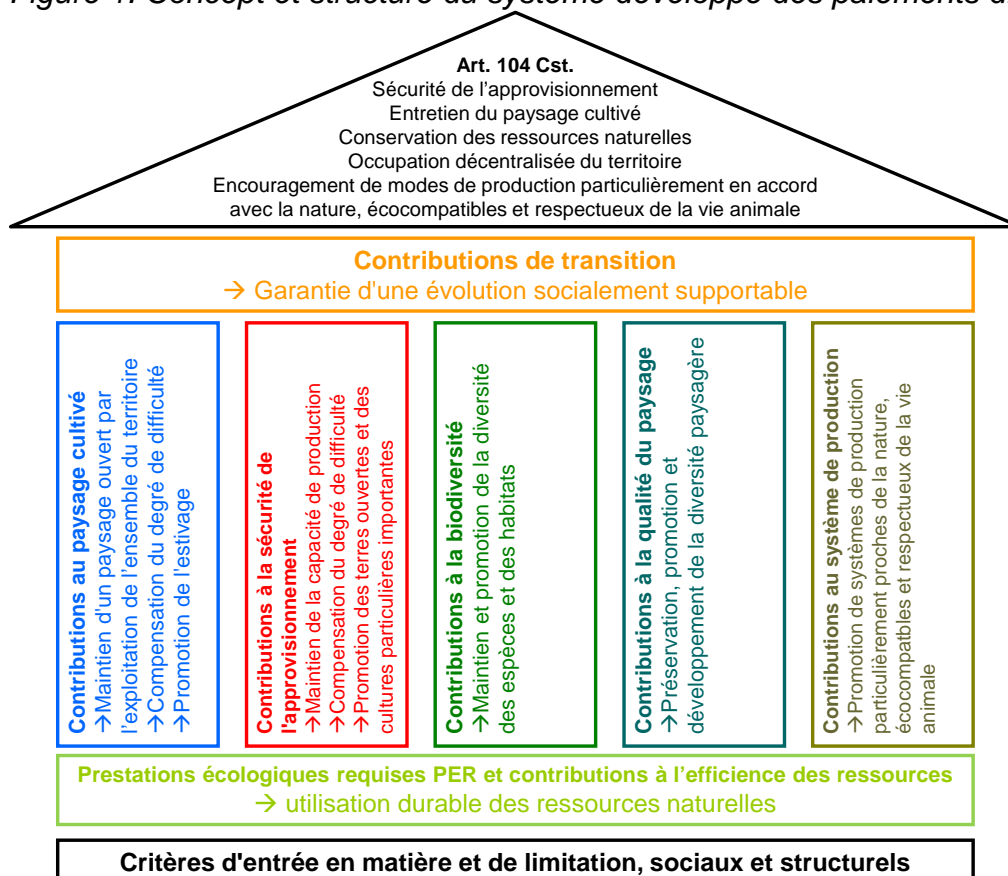 Figure 1: Concept et structure du système développé des paiements d
Art. 104 Cst.
Sécurité de l'approvisionnement
Entretien du paysage cultivé
Conservation des ressources naturelles
Occupation décentralisée du territoire
Encouragement de modes de production particulièrement en accord
avec la nature, écocompatibles et respectueux de la vie animale
Contributions de transition
→ Garantie d'une évolution socialement supportable
Contributions au paysage cultivé
→Maintien d'un paysage ouvert par
l'exploitation de l'ensemble du territoire
→Compensation du degré de difficulté
→Promotion de l'estivage
Contributions à la sécurité de
l'approvisionnement
→Maintien de la capacité de production
→Compensation du degré de difficulté
→Promotion des terres ouvertes et des
cultures particulières importantes
Contributions à la biodiversité
→Maintien et promotion de la diversité
des espèces et des habitats
Contributions à la qualité du paysage
→Préservation, promotion et
développement de la diversité paysagère
Contributions au système de production
→Promotion de systèmes de production
particulièrement proches de la nature,
écocompatbles et respectueux de la vie
animale
Prestations écologiques requises PER et contributions à l'efficience des ressources
→ utilisation durable des ressources naturelles
Critères d'entrée en matière et de limitation, sociaux et structurels